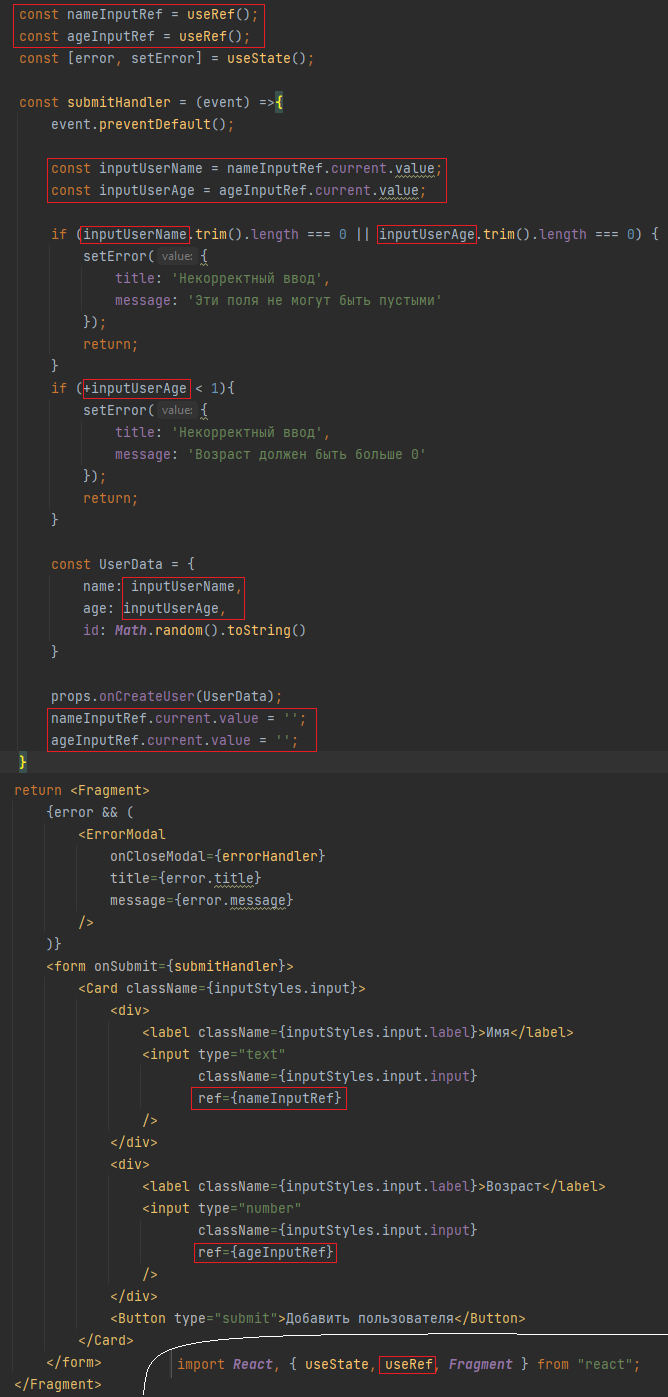 const nameInputRef = useRef();
const ageInputRef = useRef();
const [error, setError] = useState();
const submitHandler = (event) =>{
event.preventDefault();
const inputUserName = nameInputRef.current.value;
const inputUserAge = ageInputRef.current.value;
if (inputUserName.trim().length === 0 || inputUserAge.trim().length === 0) {
setError( value: {
title: 'Некорректный ввод',
message: 'Эти поля не могут быть пустыми'
});
return;
}
if (+inputUserAge < 1){
setError( value: {
title: 'Некорректный ввод',
message: 'Возраст должен быть больше 0'
});
return;
}
const UserData = {
name: inputUserName,
age: inputUserAge,
id: Math.random().toString()
}
props.onCreateUser(UserData);
nameInputRef.current.value = '';
ageInputRef.current.value = '';
}
return <Fragment>
{error && (
<ErrorModal
onCloseModal={errorHandler}
title={error.title}
message={error.message}
/>
)}
<form onSubmit={submitHandler}>
<Card className={inputStyles.input}>
<div>
<label className={inputStyles.input.label}>Имя</label>
<input type="text"
className={inputStyles.input.input}
ref={nameInputRef}
/>
</div>
<div>
<label className={inputStyles.input.label}>Возраст</label>
<input type="number"
className={inputStyles.input.input}
ref={ageInputRef}
/>
</div>
<Button type="submit">Добавить пользователя</Button>
</Card>
</form>
import React, { useState, useRef, Fragment } from "react";
</Fragment>